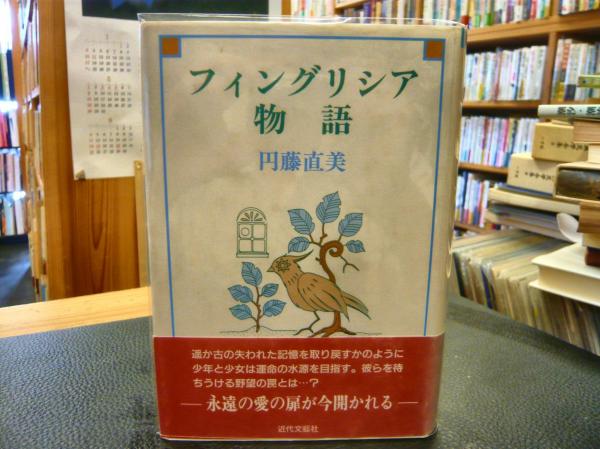 フィングリシア
物語
円藤直美
遥か古の失われた記憶を取り戻すかのように
少年と少女は運命の水源を目指す。彼らを待
ちうける野望の罠とは…?
―永遠の愛の扉が今開かれる―
近代文藝社